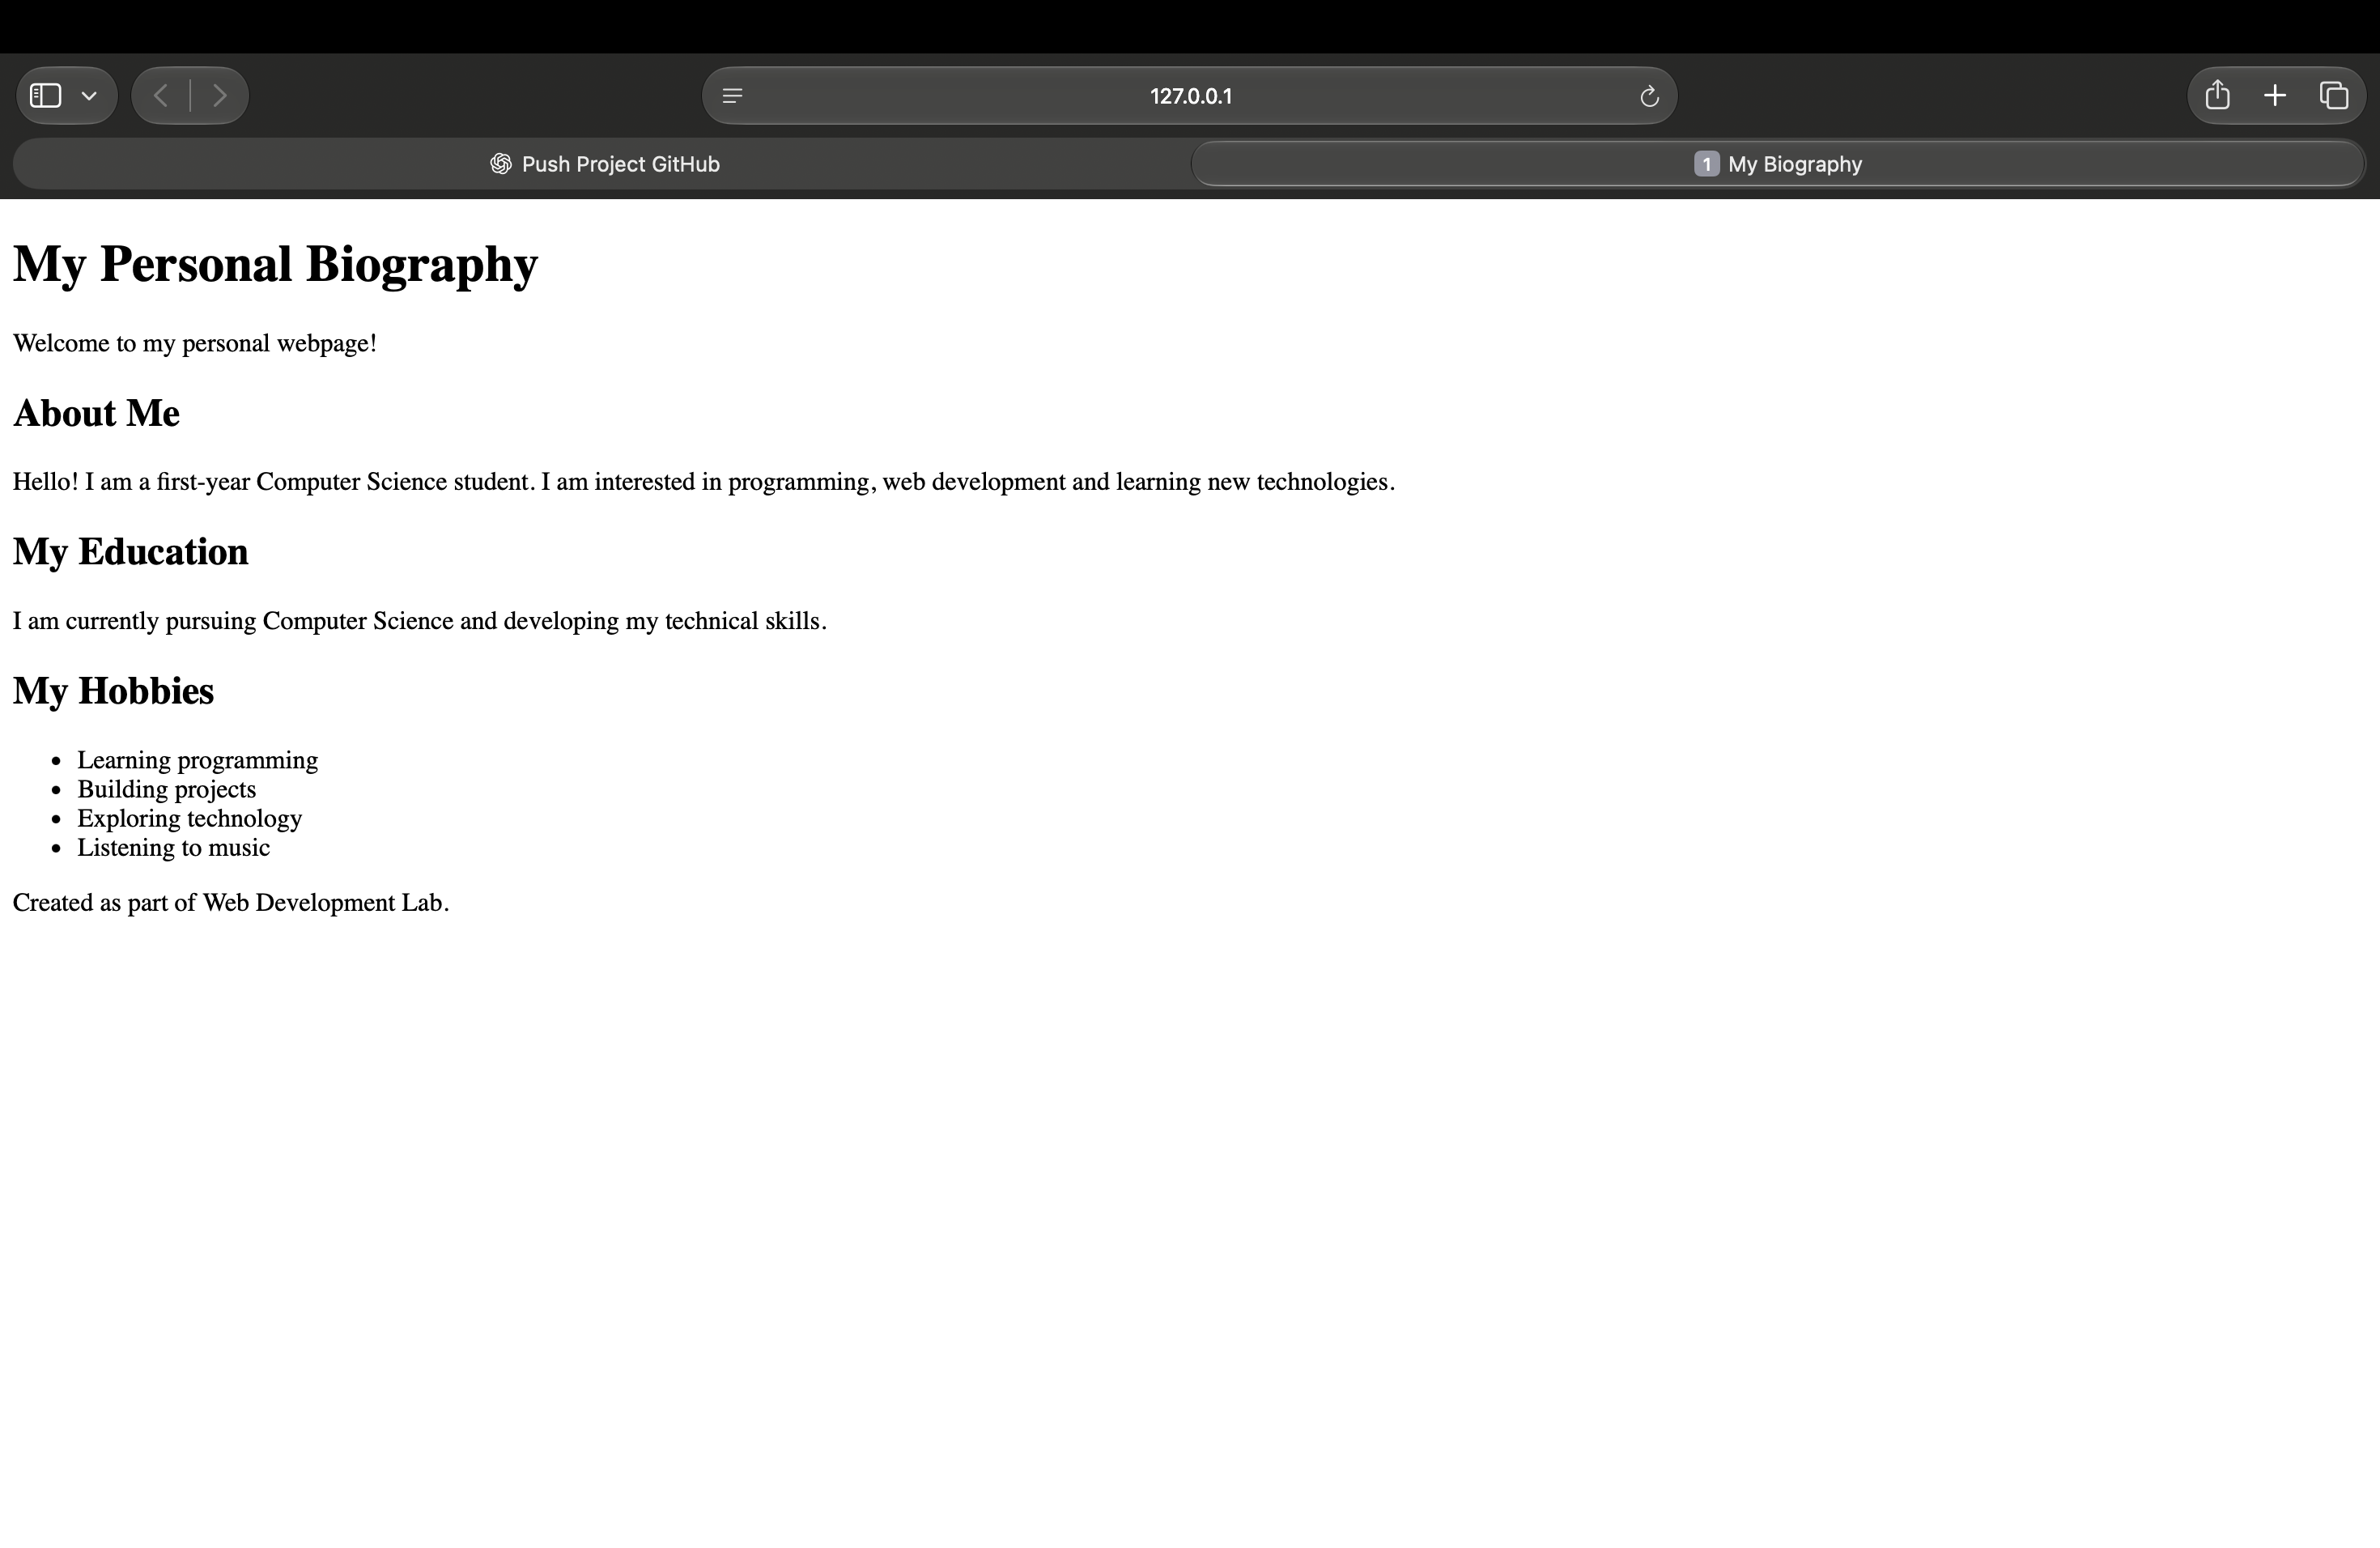 127.0.0.1
Push Project GitHub
1 My Biography
My Personal Biography
Welcome to my personal webpage!
About Me
Hello! I am a first-year Computer Science student. I am interested in programming, web development and learning new technologies.
My Education
I am currently pursuing Computer Science and developing my technical skills.
My Hobbies
• Learning programming
• Building projects
• Exploring technology
• Listening to music
Created as part of Web Development Lab.